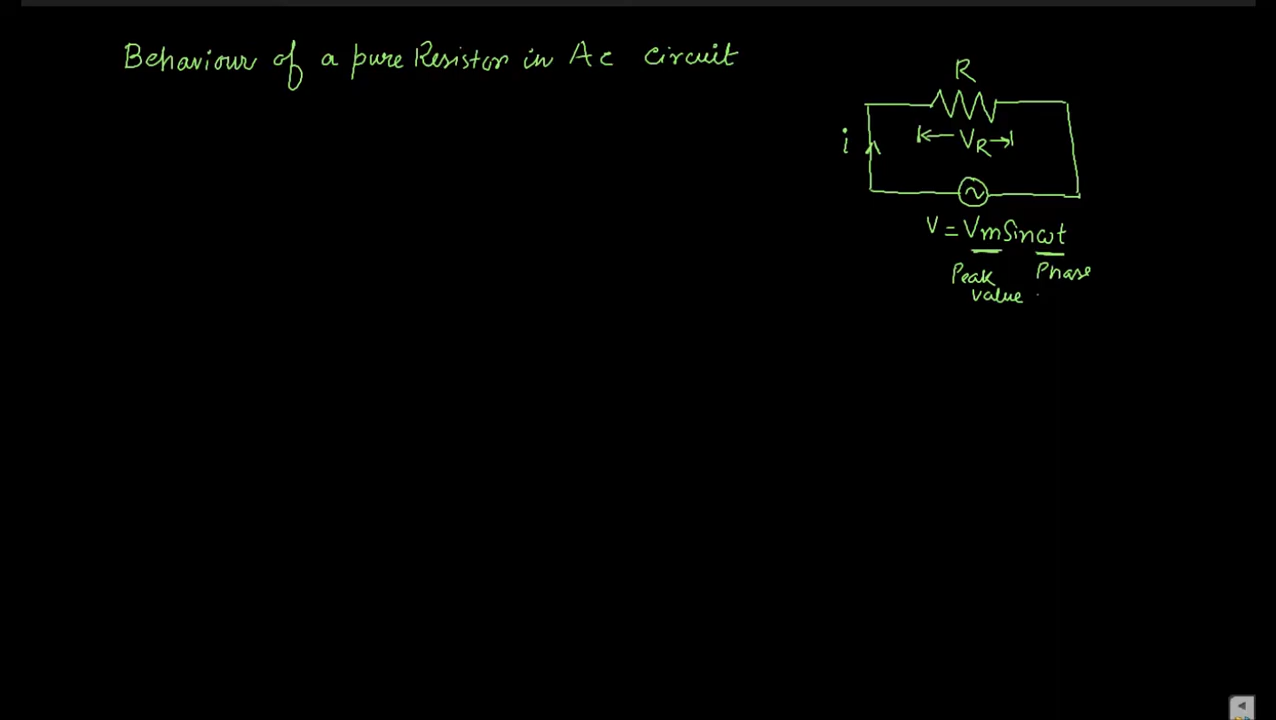 Behaviour of a pure Resistor in Ac circuit
R
i
VR
V = Vm Sinωt
Peak value
Phase